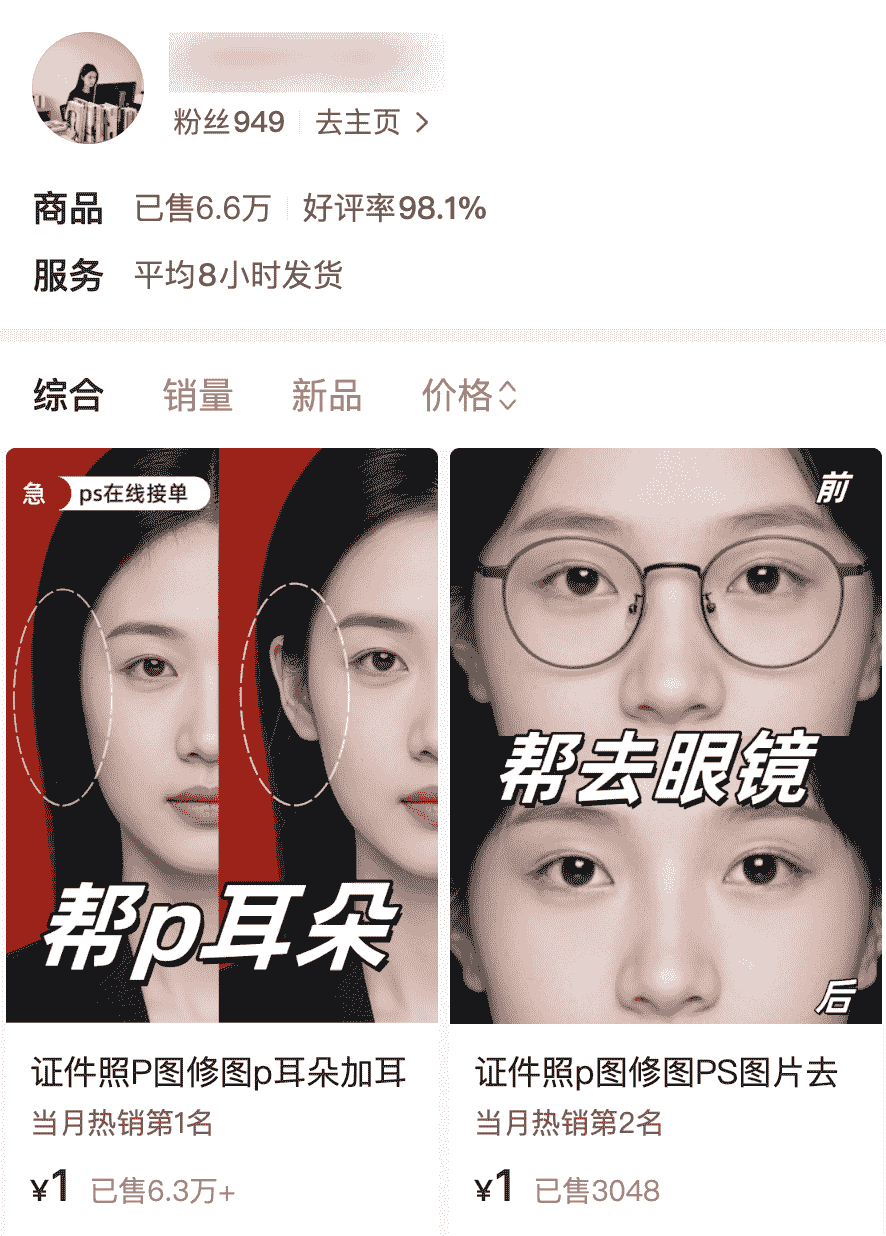 粉丝949 去主页
商品 已售6.6万 好评率98.1%
服务 平均8小时发货
综合 销量 新品 价格
急 ps在线接单
帮p耳朵
前
帮去眼镜
后
证件照P图修图p耳朵加耳
当月热销第1名
¥1 已售6.3万+
证件照p图修图PS图片去
当月热销第2名
¥1 已售3048